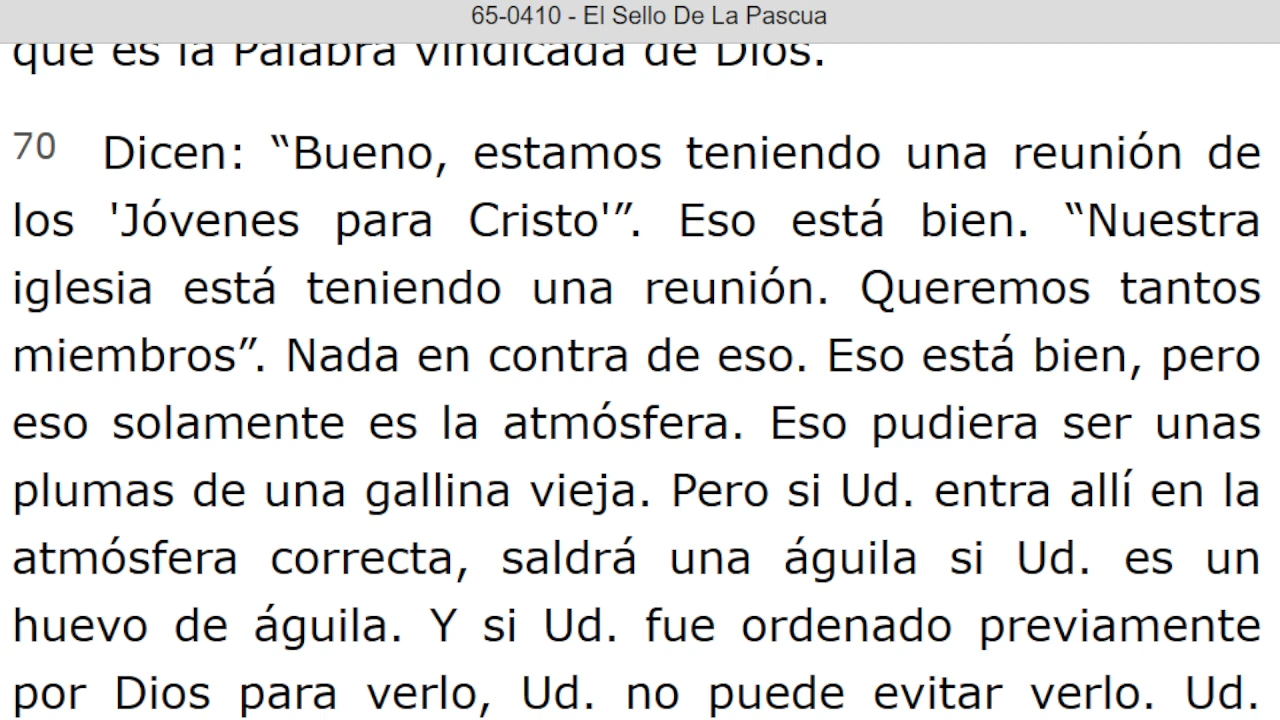 65-0410 - El Sello De La Pascua
que es la Palabra vindicada de Dios.
70 Dicen: “Bueno, estamos teniendo una reunión de
los 'Jóvenes para Cristo'”. Eso está bien. “Nuestra
iglesia está teniendo una reunión. Queremos tantos
miembros”. Nada en contra de eso. Eso está bien, pero
eso solamente es la atmósfera. Eso pudiera ser unas
plumas de una gallina vieja. Pero si Ud. entra allí en la
atmósfera correcta, saldrá una águila si Ud. es un
huevo de águila. Y si Ud. fue ordenado previamente
por Dios para verlo, Ud. no puede evitar verlo. Ud.